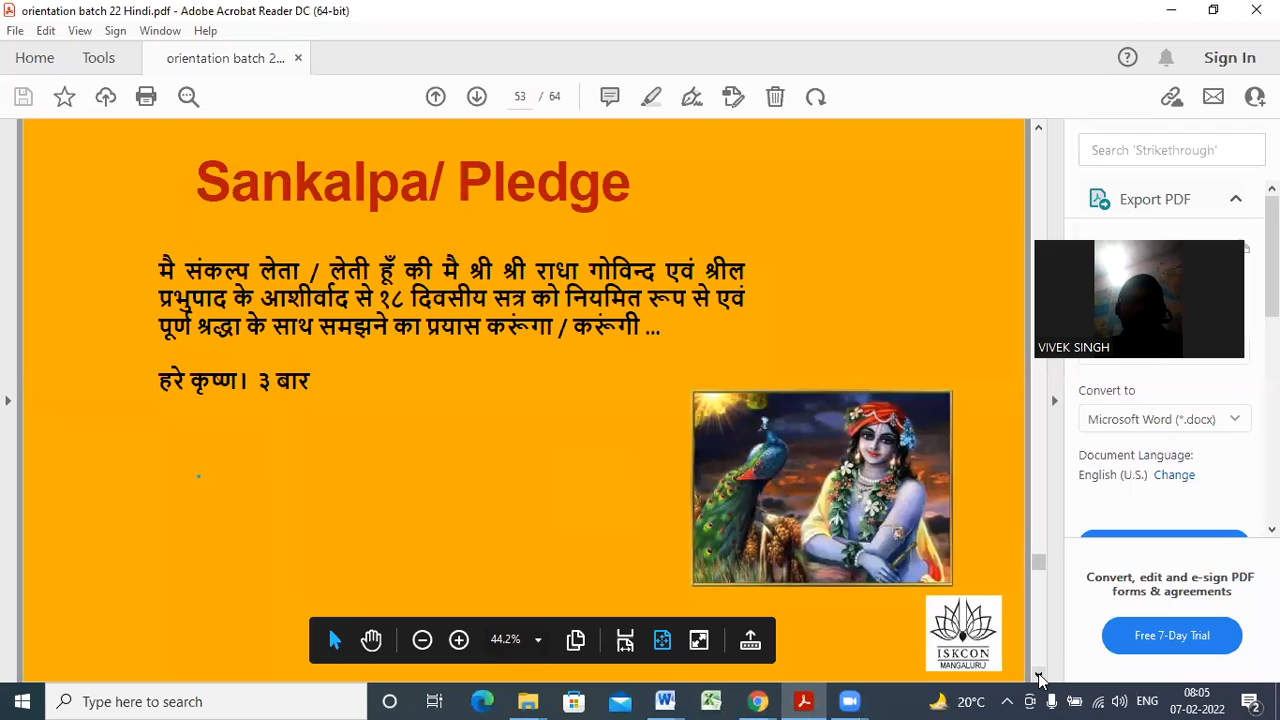 orientation batch 22 Hindi.pdf - Adobe Acrobat Reader DC (64-bit)
File Edit View Sign Window Help
Home Tools orientation batch 2... × Sign In
53 / 64
Search 'Strikethrough'
Export PDF
Sankalpa/ Pledge
मै संकल्प लेता / लेती हूँ की मै श्री श्री राधा गोविन्द एवं श्रील
प्रभुपाद के आशीर्वाद से १८ दिवसीय सत्र को नियमित रूप से एवं
पूर्ण श्रद्धा के साथ समझने का प्रयास करूंगा / करूंगी ...
हरे कृष्ण। ३ बार
VIVEK SINGH
Convert to
Microsoft Word (*.docx)
Document Language:
English (U.S.) Change
Convert, edit and e-sign PDF
forms & agreements
Free 7-Day Trial
44.2%
ISKCON
MANGALURU
Type here to search
20°C
ENG
08:05
07-02-2022
2